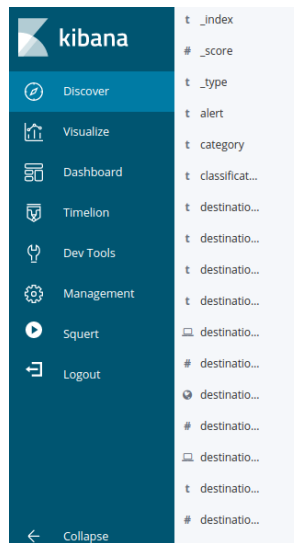 kibana
Discover
Visualize
Dashboard
Timelion
Dev Tools
Management
Squert
Logout
Collapse
t _index
# _score
t _type
t alert
t category
t classificat...
t destinatio...
t destinatio...
t destinatio...
t destinatio...
destinatio...
# destinatio...
destinatio...
# destinatio...
destinatio...
t destinatio...
# destinatio...